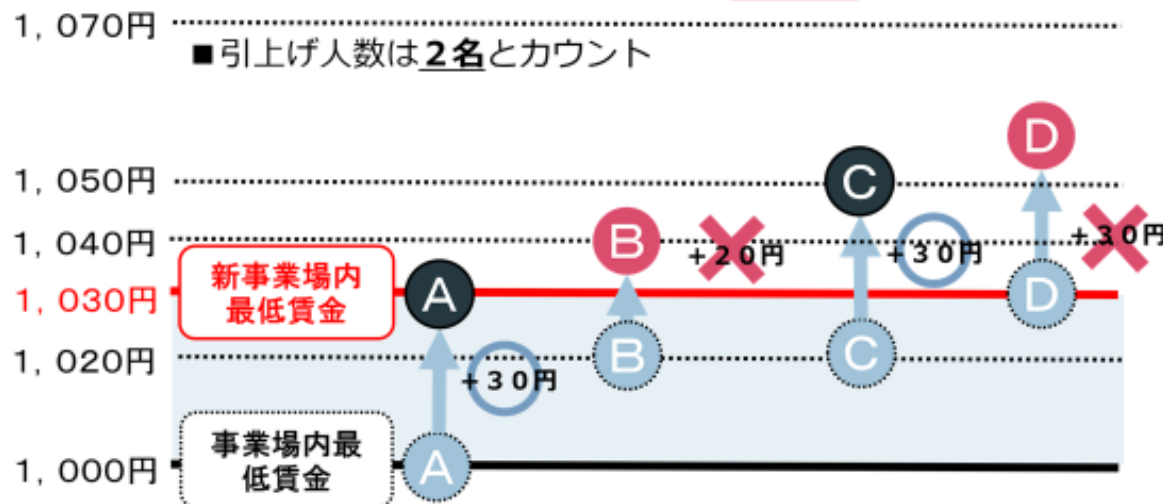 1,070円
■引上げ人数は2名とカウント
D
1,050円
C
1,040円
B
+20円
+30円
+30円
新事業場内
最低賃金
1,030円
A
D
1,020円
B
C
+30円
事業場内最
低賃金
1,000円
A